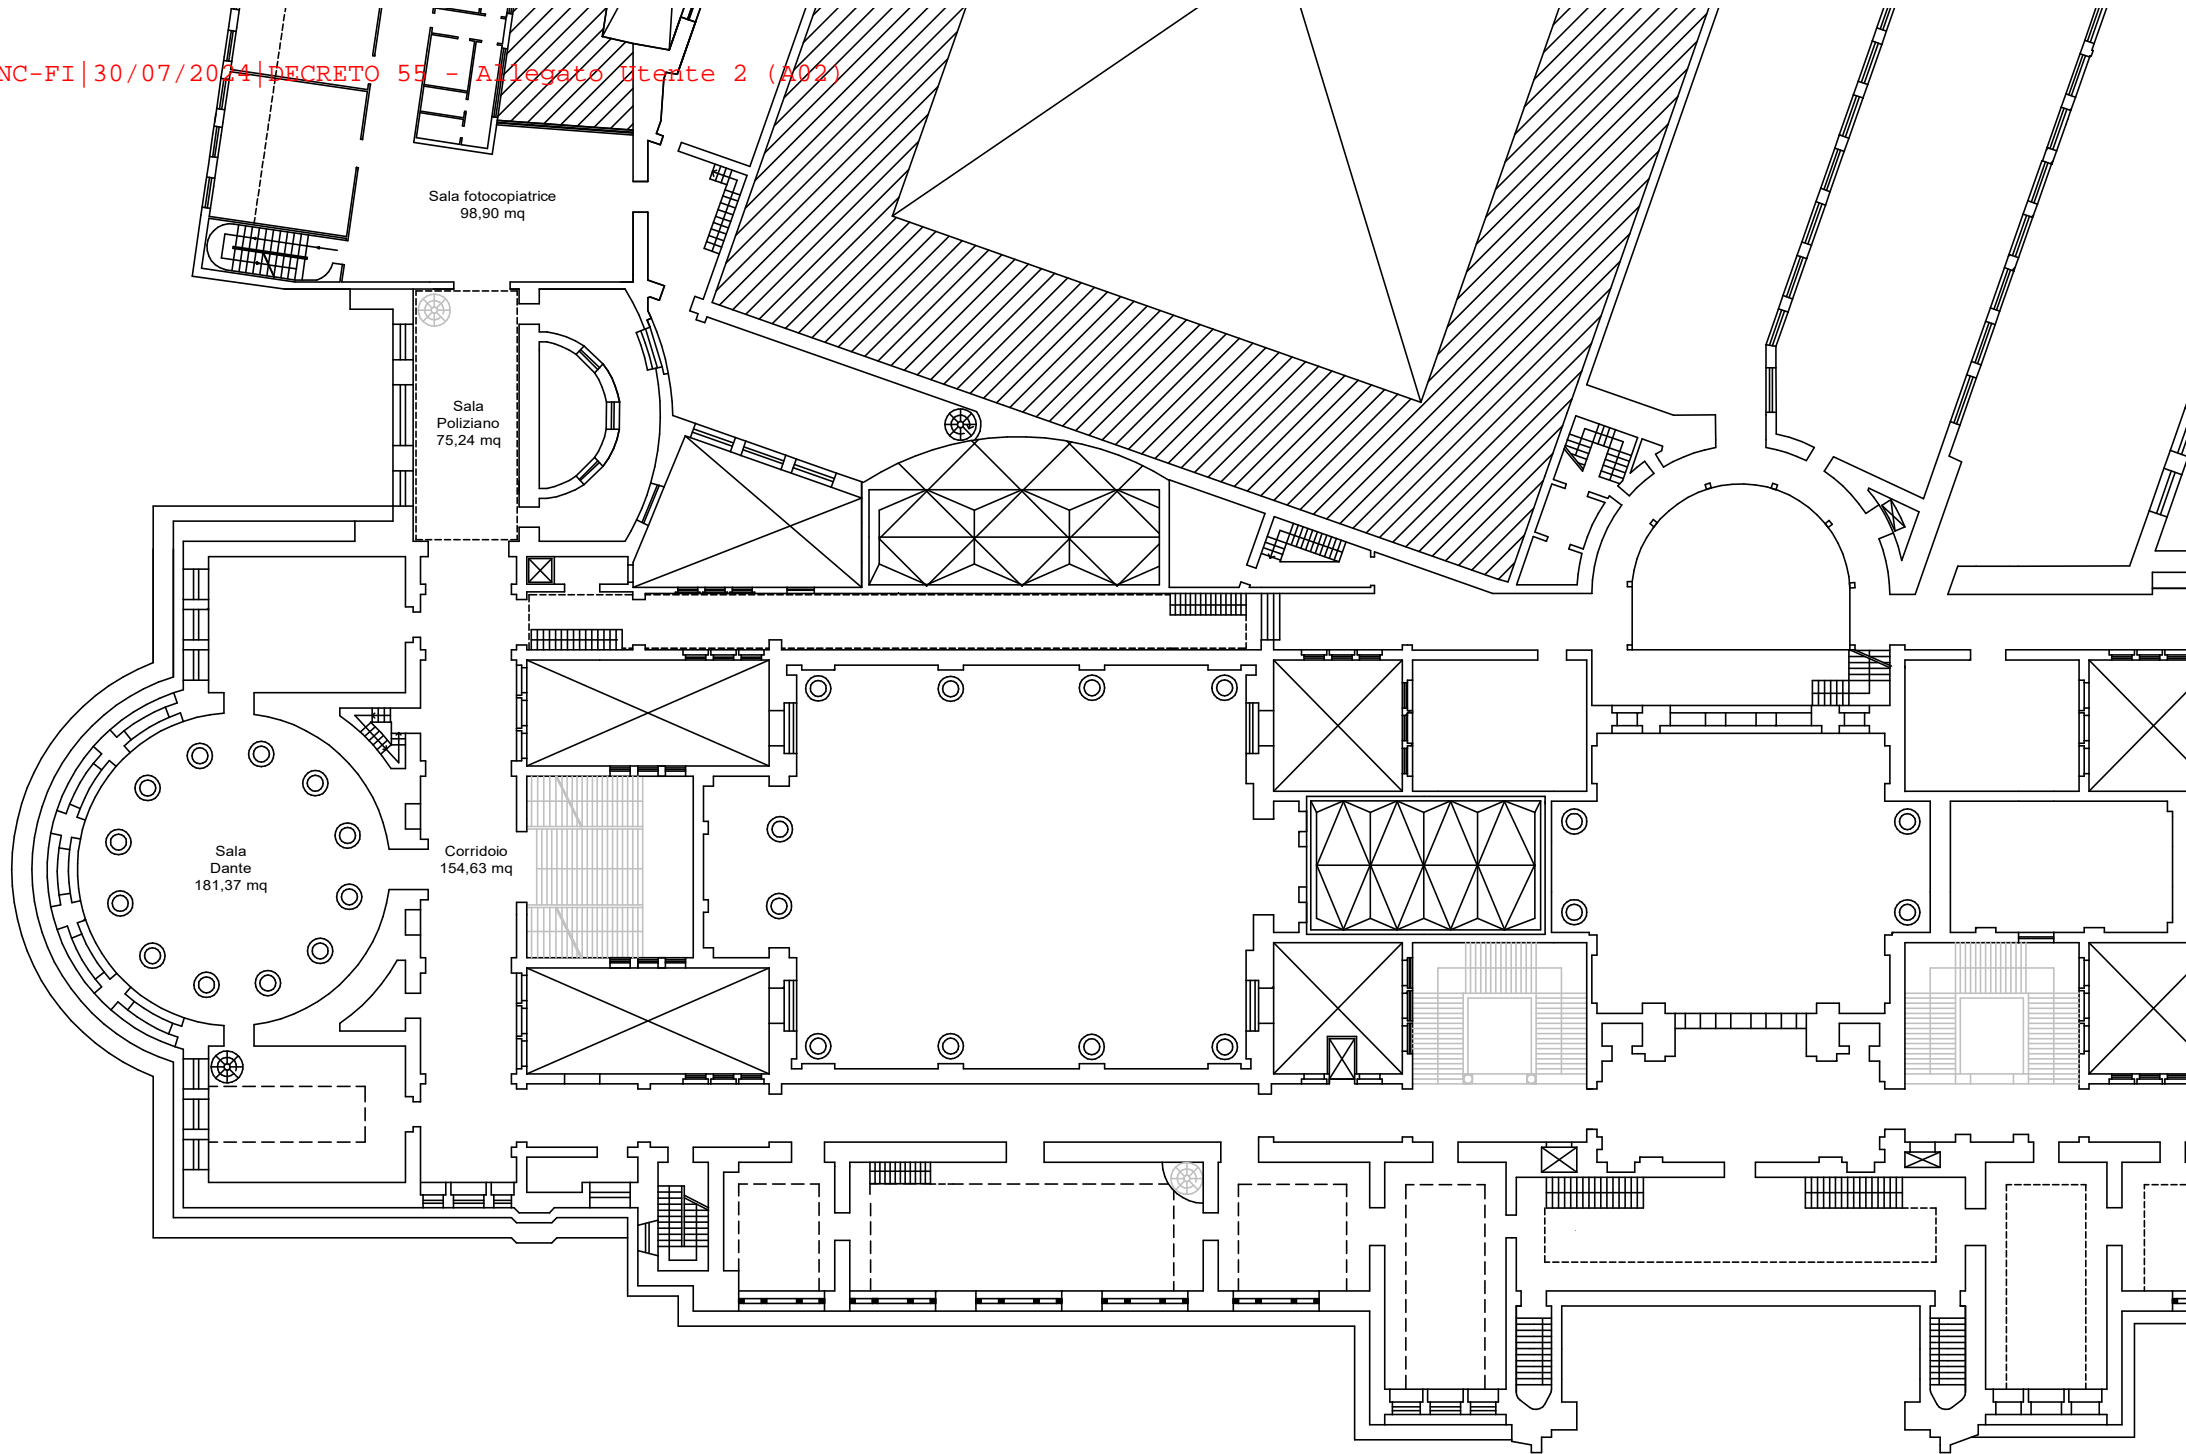 NC-FI|30/07/2024|DECRETO 55 - Allegato Utente 2 (A02)
Sala fotocopiatrice
98,90 mq
Sala
Poliziano
75,24 mq
Sala
Dante
181,37 mq
Corridoio
154,63 mq